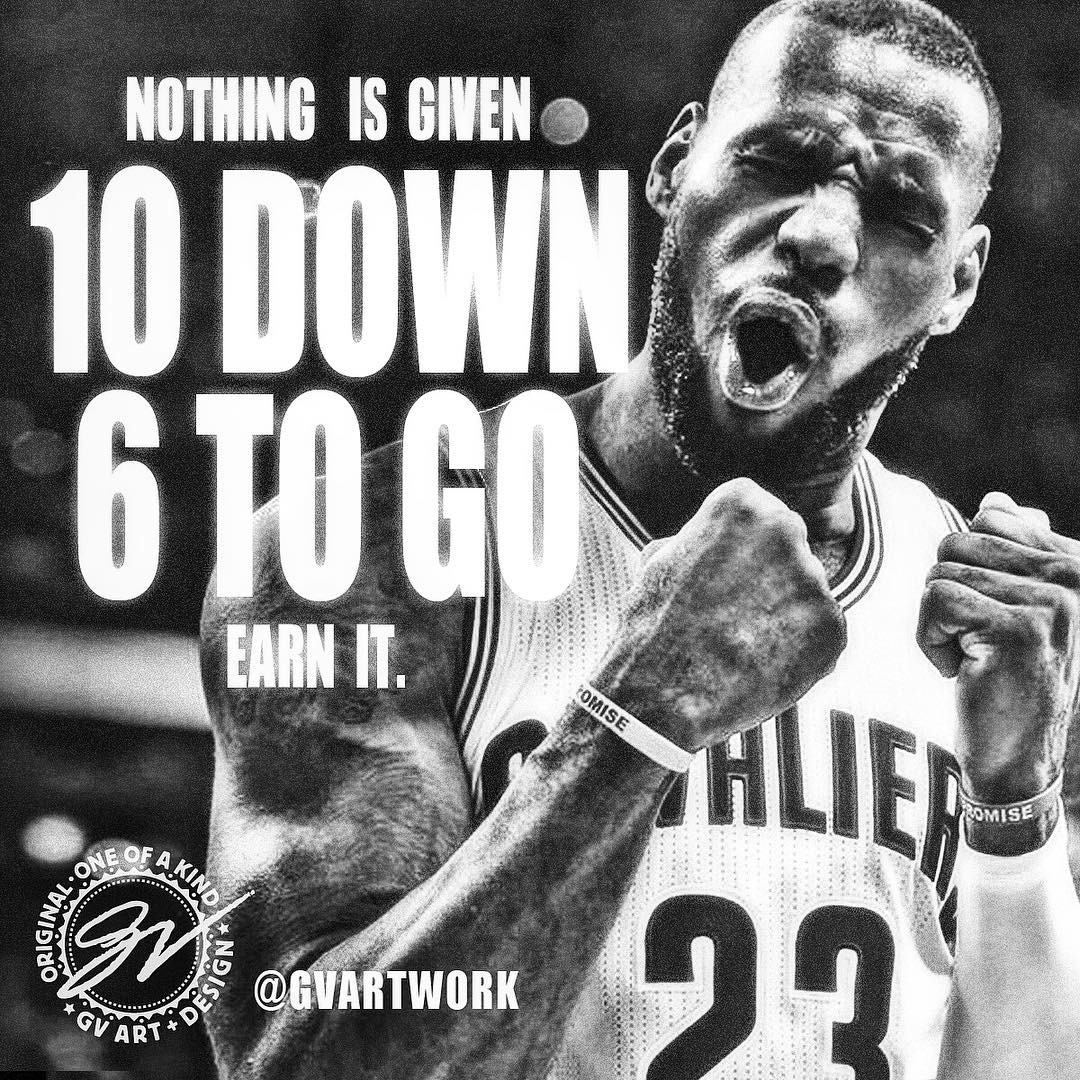 NOTHING IS GIVEN
10 DOWN
6 TO GO
EARN IT.
OMISE
ROMISE
VALIER
23
ORIGINAL · ONE OF A KIND
GV
★ GV ART + DESIGN ★
@GVARTWORK